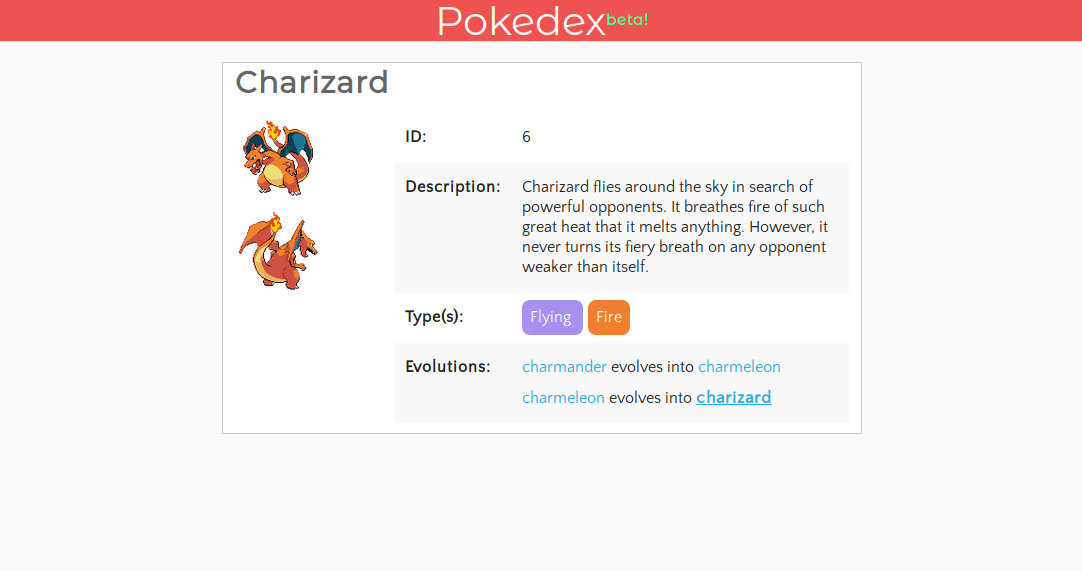 Pokedex beta!
Charizard
ID: 6
Description: Charizard flies around the sky in search of
powerful opponents. It breathes fire of such
great heat that it melts anything. However, it
never turns its fiery breath on any opponent
weaker than itself.
Type(s): Flying Fire
Evolutions: charmander evolves into charmeleon
charmeleon evolves into charizard